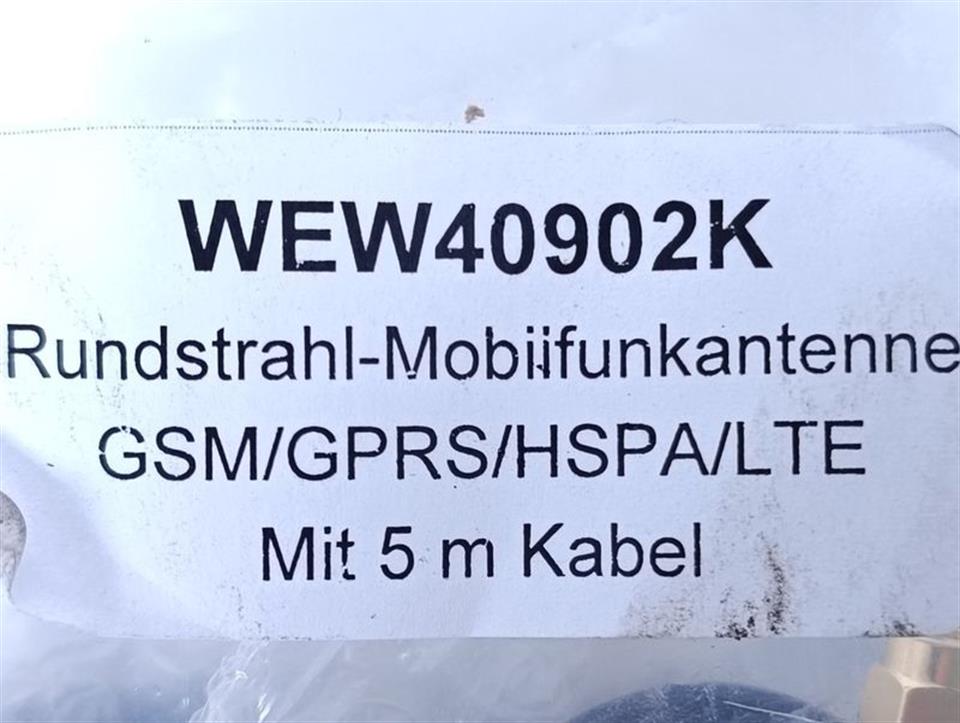 WEW40902K
Rundstrahl-Mobiifunkantenne
GSM/GPRS/HSPA/LTE
Mit 5 m Kabel